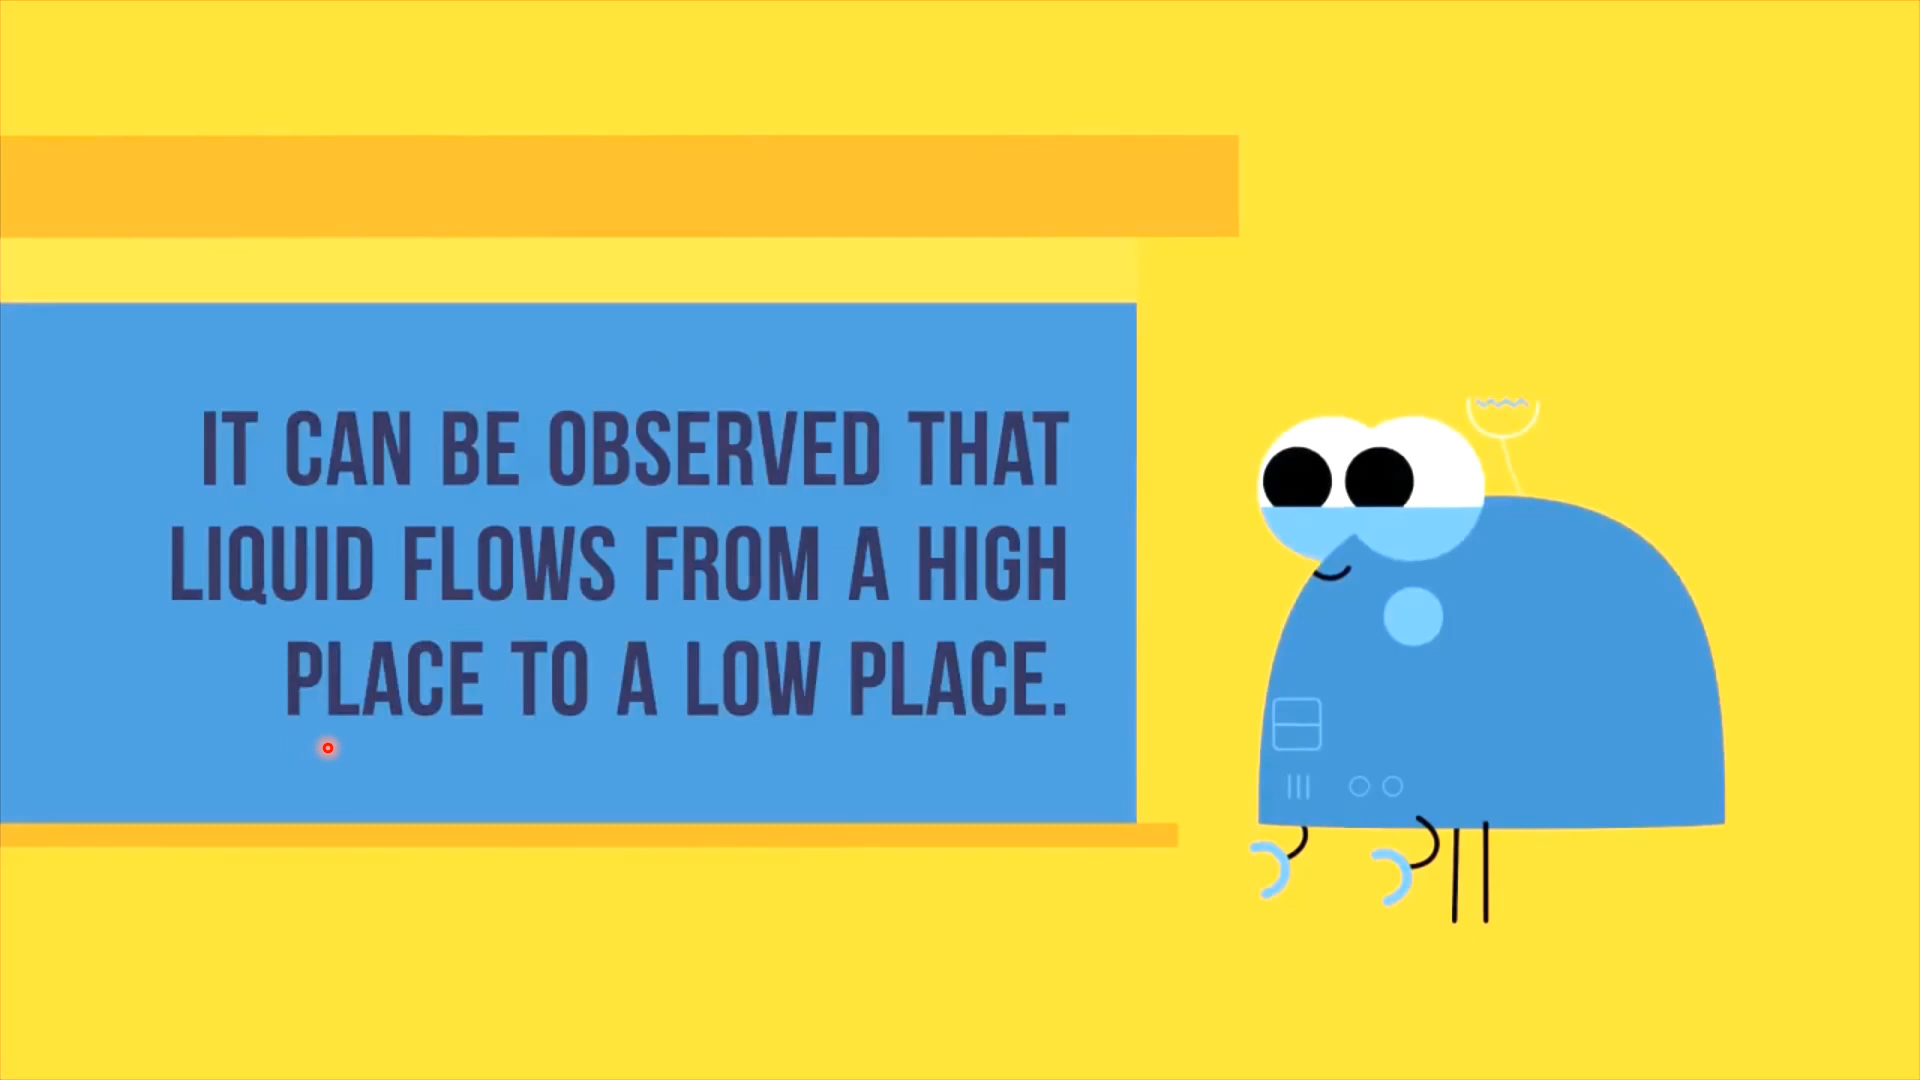 IT CAN BE OBSERVED THAT
LIQUID FLOWS FROM A HIGH
PLACE TO A LOW PLACE.